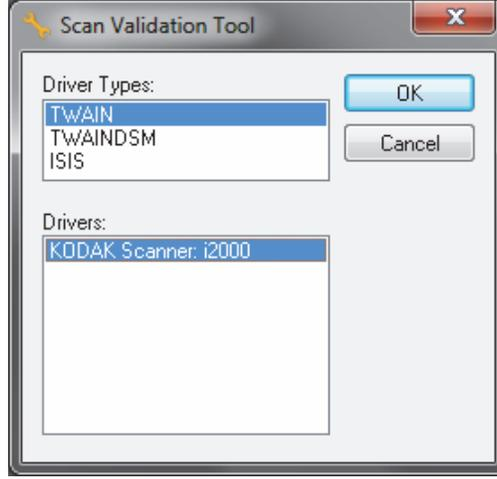 Scan Validation Tool
Driver Types:
TWAIN
TWAINDSM
ISIS
OK
Cancel
Drivers:
KODAK Scanner: i2000